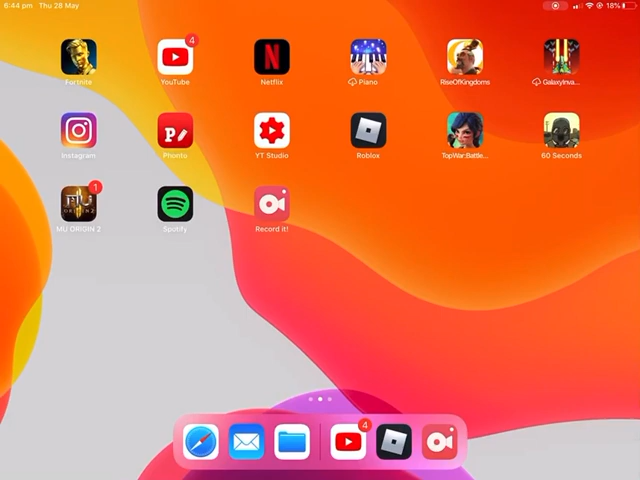 6:44 pm Thu 28 May 18%
4
Fortnite YouTube Netflix Piano RiseOfKingdoms GalaxyInva...
Instagram Phonto YT Studio Roblox TopWar:Battle... 60 Seconds
1
MU ORIGIN 2 Spotify Record it!
4